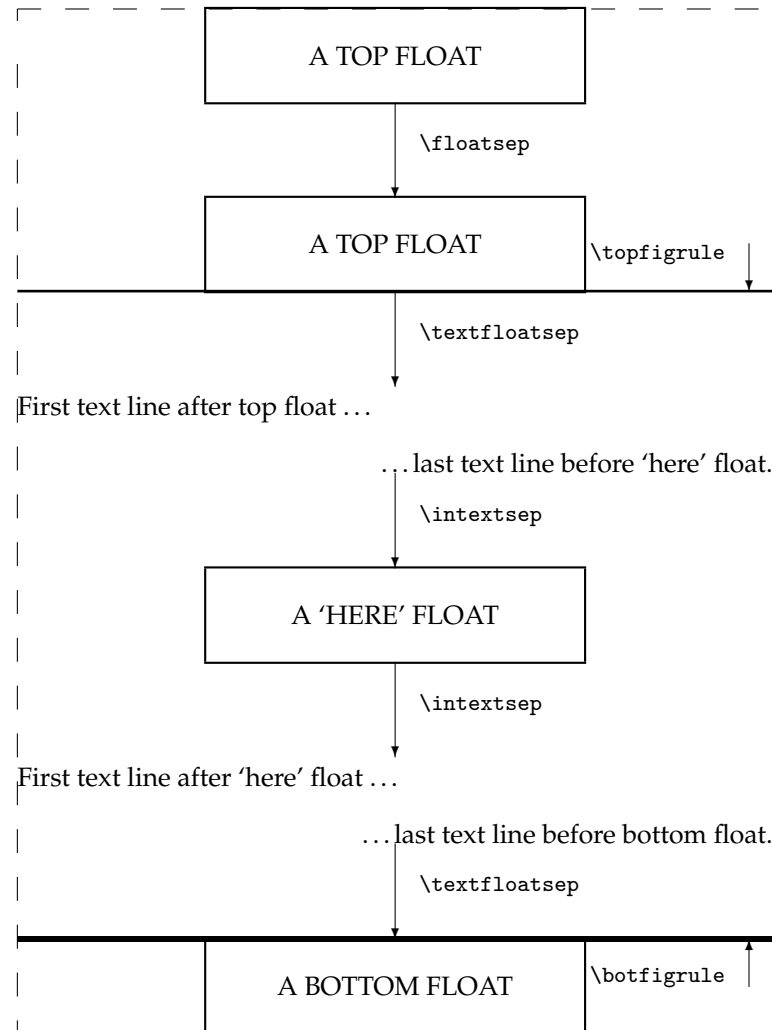 A TOP FLOAT
\floatsep
A TOP FLOAT
\topfigrule
\textfloatsep
First text line after top float …
… last text line before ‘here’ float.
\intextsep
A ‘HERE’ FLOAT
\intextsep
First text line after ‘here’ float …
… last text line before bottom float.
\textfloatsep
A BOTTOM FLOAT
\botfigrule